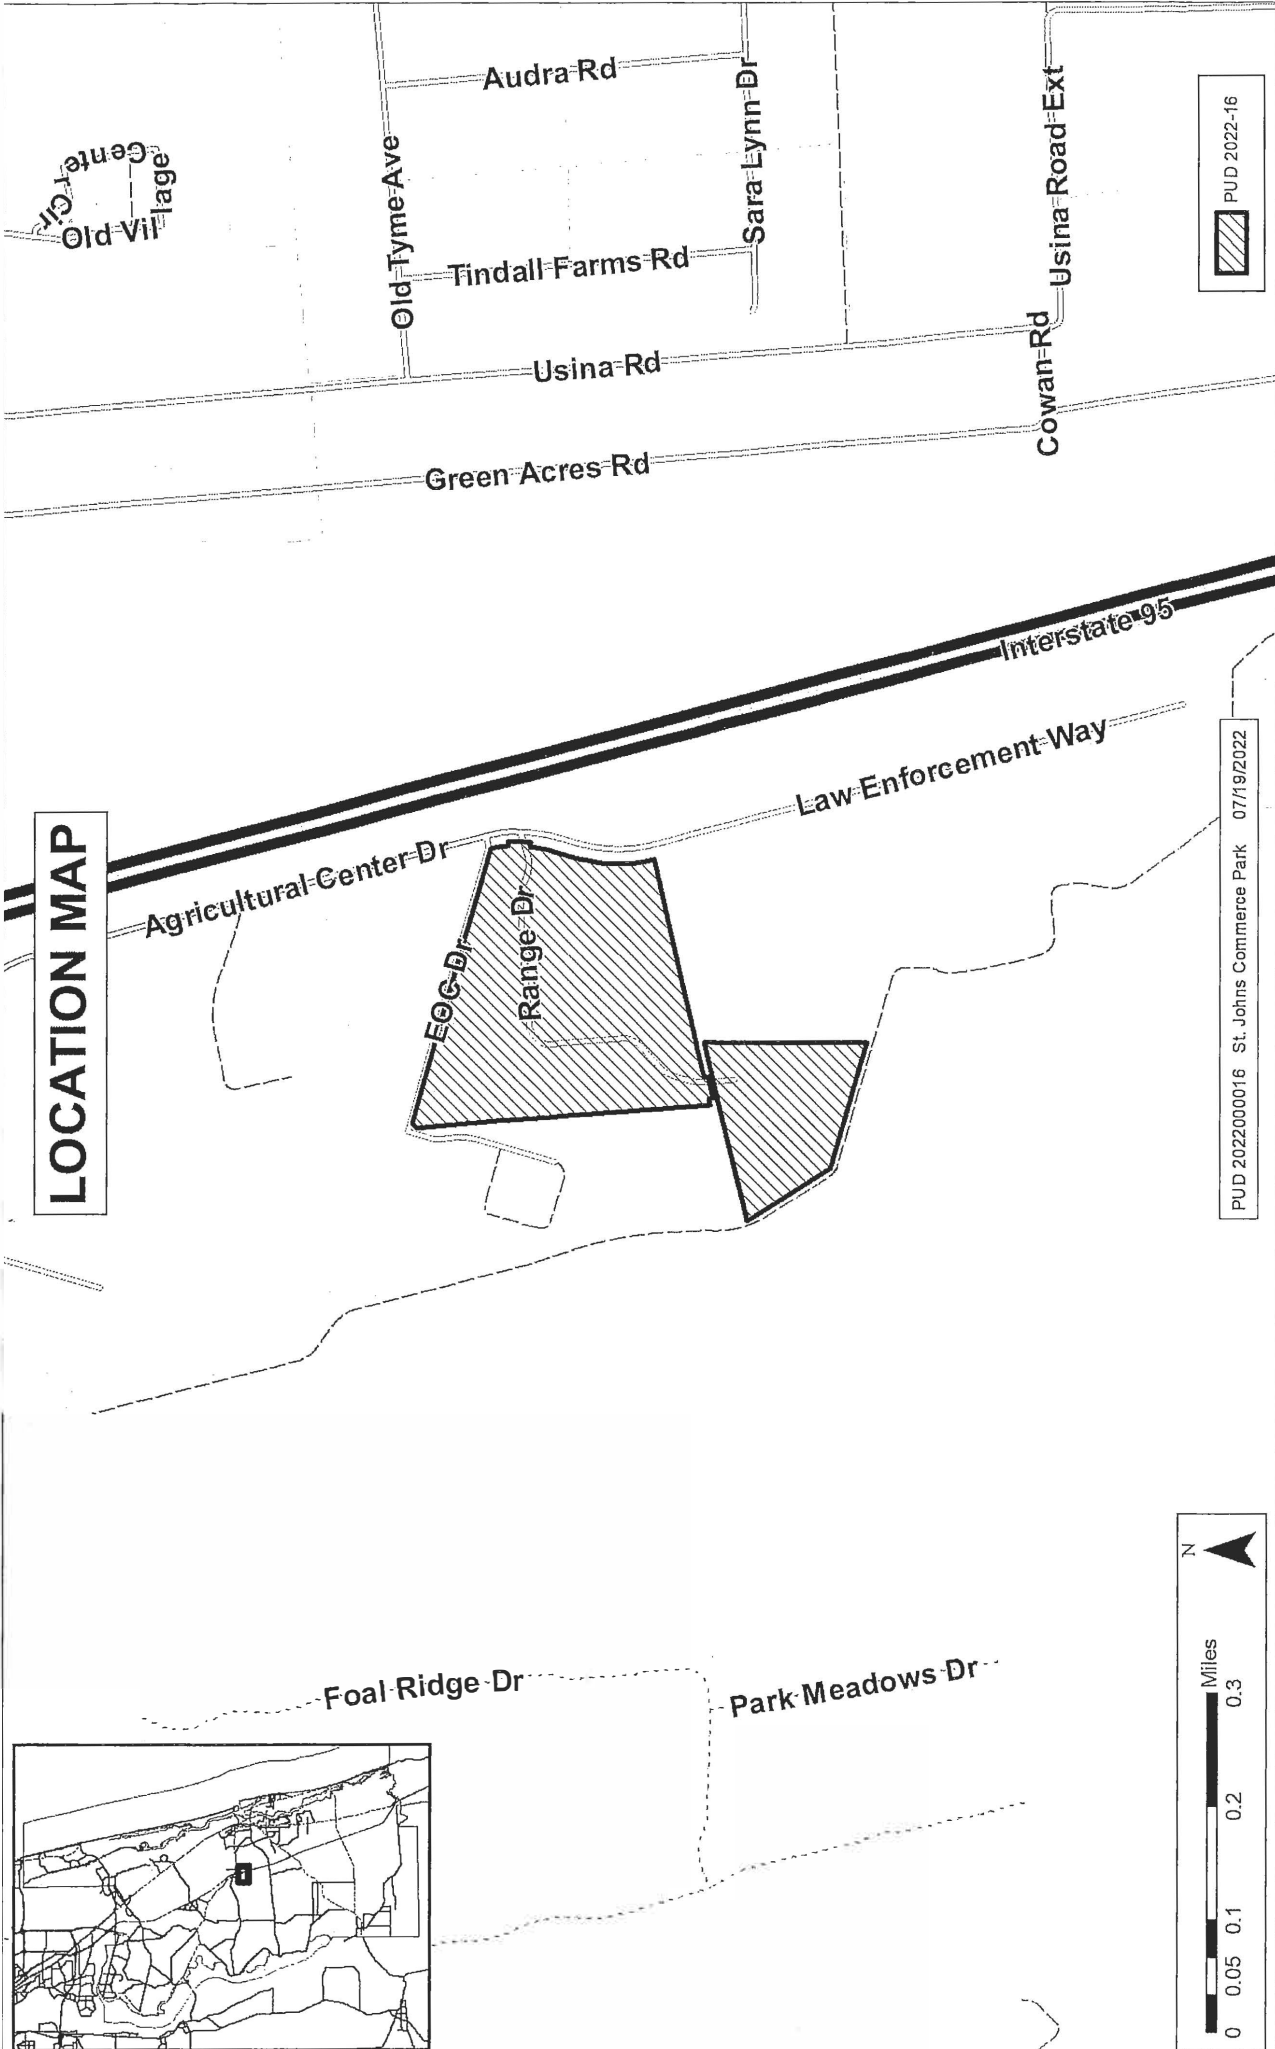 LOCATION MAP
Audra Rd
Old Village
Center Cir
Old Tyme Ave
Sara Lynn Dr
Usina Road Ext
Tindall Farms Rd
Usina Rd
Cowan Rd
Green Acres Rd
Interstate 95
Agricultural Center Dr
Law Enforcement Way
EOC Dr
Range Dr
Foal Ridge Dr
Park Meadows Dr
PUD 2022-16
PUD 2022000016 St. Johns Commerce Park 07/19/2022
N
Miles
0 0.05 0.1 0.2 0.3